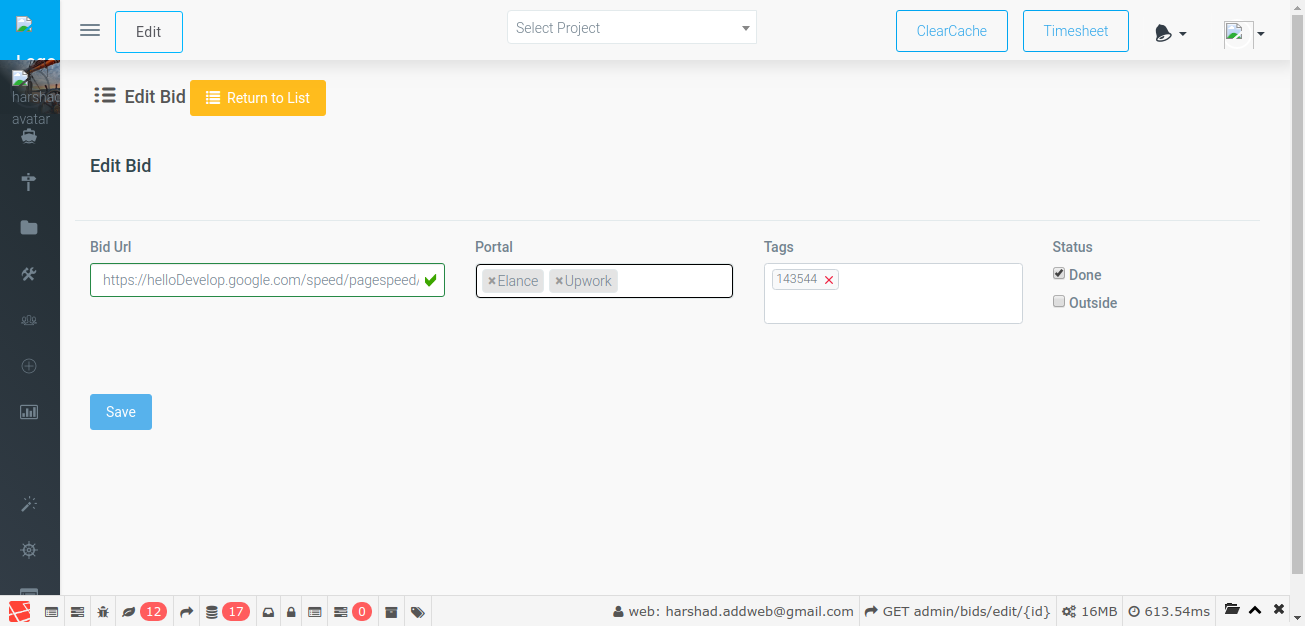 Edit
Select Project
ClearCache
Timesheet
harshad
avatar
Edit Bid
Return to List
Edit Bid
Bid Url
Portal
Tags
Status
https://helloDevelop.google.com/speed/pagespeed/
×Elance
×Upwork
143544
Done
Outside
Save
12
17
0
web: harshad.addweb@gmail.com
GET admin/bids/edit/{id}
16MB
613.54ms